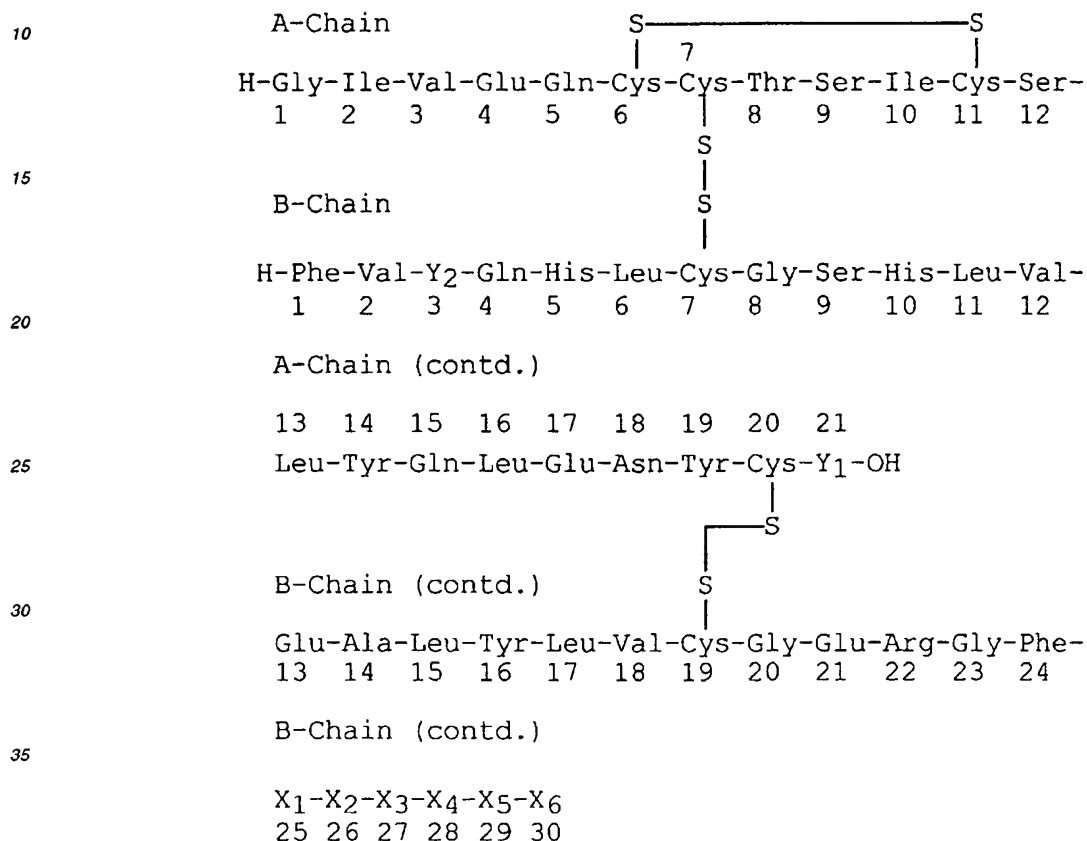 10 A-Chain S S
7
H-Gly-Ile-Val-Glu-Gln-Cys-Cys-Thr-Ser-Ile-Cys-Ser-
1 2 3 4 5 6 8 9 10 11 12
S
15
B-Chain S
H-Phe-Val-Y2-Gln-His-Leu-Cys-Gly-Ser-His-Leu-Val-
1 2 3 4 5 6 7 8 9 10 11 12
20
A-Chain (contd.)
13 14 15 16 17 18 19 20 21
25 Leu-Tyr-Gln-Leu-Glu-Asn-Tyr-Cys-Y1-OH
S
B-Chain (contd.) S
30
Glu-Ala-Leu-Tyr-Leu-Val-Cys-Gly-Glu-Arg-Gly-Phe-
13 14 15 16 17 18 19 20 21 22 23 24
B-Chain (contd.)
35
X1-X2-X3-X4-X5-X6
25 26 27 28 29 30